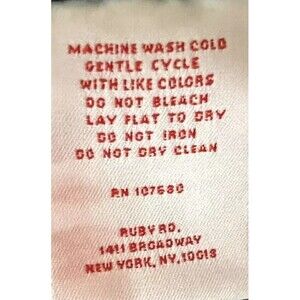 MACHINE WASH COLD
GENTLE CYCLE
WITH LIKE COLORS
DO NOT BLEACH
LAY FLAT TO DRY
DO NOT IRON
DO NOT DRY CLEAN
RN 107580
RUBY RD.
1411 BROADWAY
NEW YORK, NY, 10018